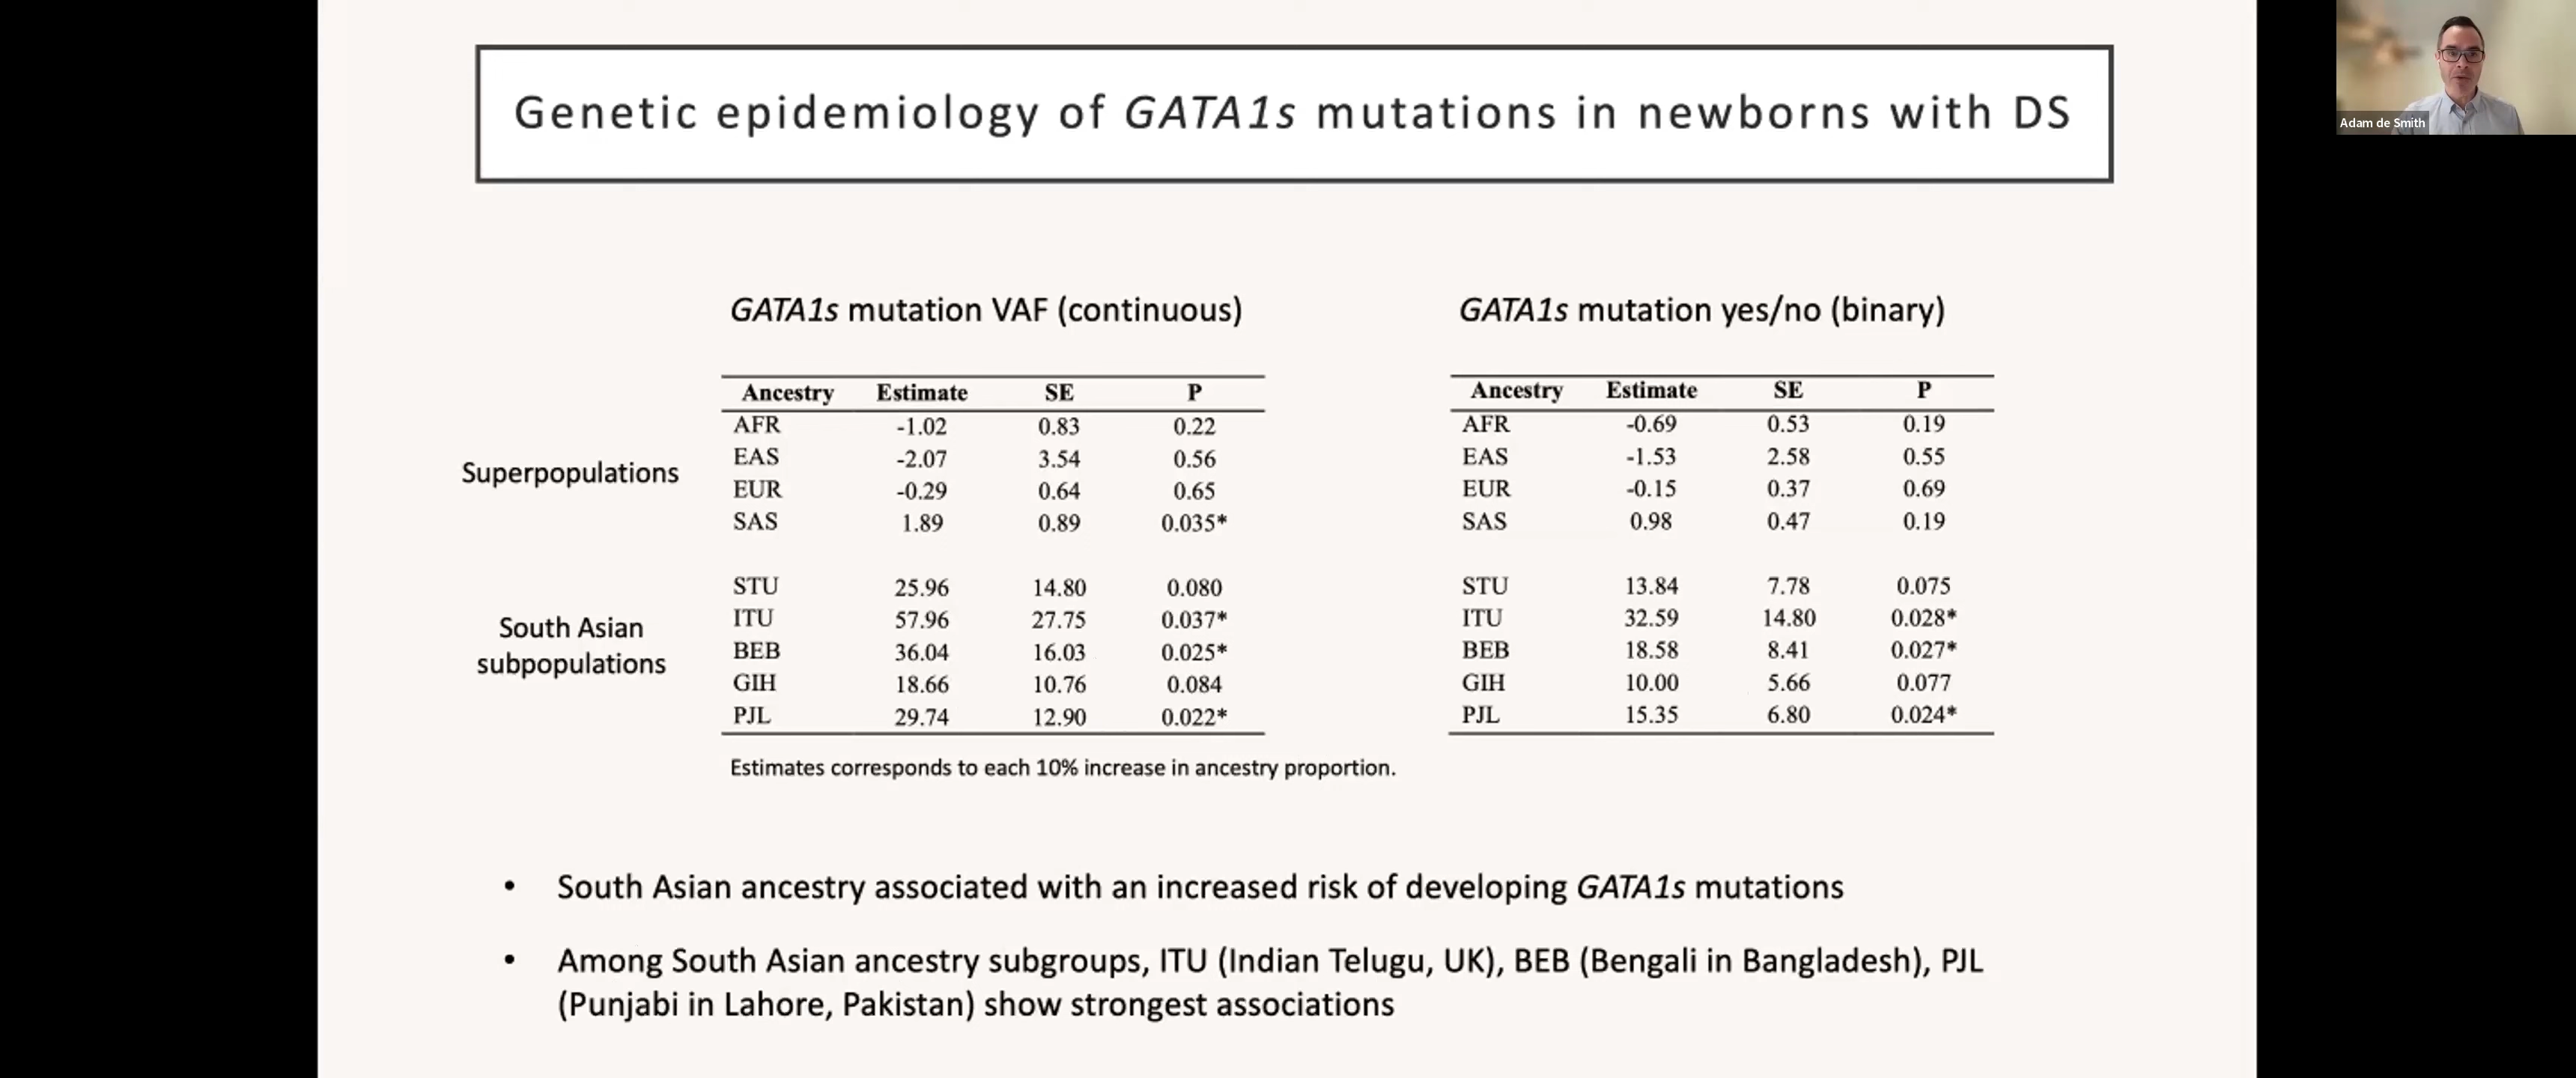 Genetic epidemiology of GATA1s mutations in newborns with DS
Adam de Smith
GATA1s mutation VAF (continuous)
Ancestry Estimate SE P
Superpopulations
AFR -1.02 0.83 0.22
EAS -2.07 3.54 0.56
EUR -0.29 0.64 0.65
SAS 1.89 0.89 0.035*
South Asian
subpopulations
STU 25.96 14.80 0.080
ITU 57.96 27.75 0.037*
BEB 36.04 16.03 0.025*
GIH 18.66 10.76 0.084
PJL 29.74 12.90 0.022*
GATA1s mutation yes/no (binary)
Ancestry Estimate SE P
AFR -0.69 0.53 0.19
EAS -1.53 2.58 0.55
EUR -0.15 0.37 0.69
SAS 0.98 0.47 0.19
STU 13.84 7.78 0.075
ITU 32.59 14.80 0.028*
BEB 18.58 8.41 0.027*
GIH 10.00 5.66 0.077
PJL 15.35 6.80 0.024*
Estimates corresponds to each 10% increase in ancestry proportion.
• South Asian ancestry associated with an increased risk of developing GATA1s mutations
• Among South Asian ancestry subgroups, ITU (Indian Telugu, UK), BEB (Bengali in Bangladesh), PJL
(Punjabi in Lahore, Pakistan) show strongest associations